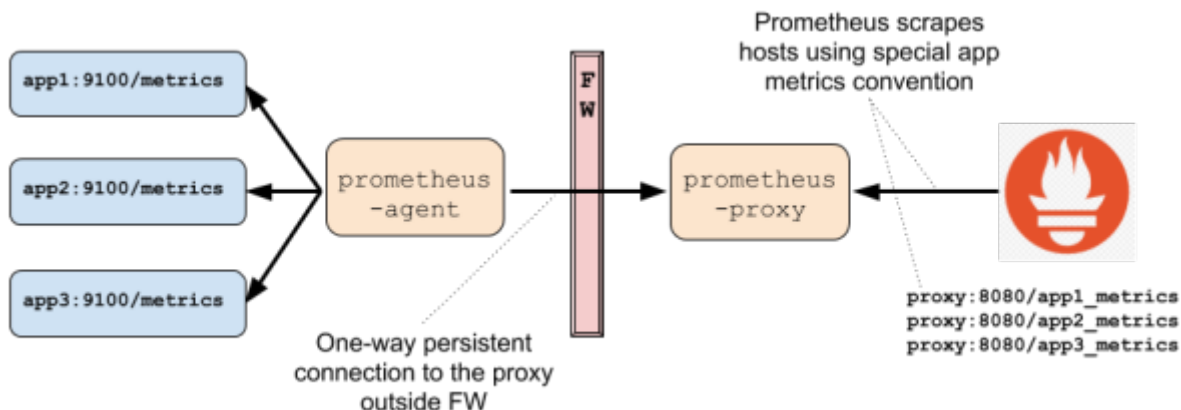 app1:9100/metrics
app2:9100/metrics
app3:9100/metrics
prometheus
-agent
One-way persistent
connection to the proxy
outside FW
F
W
prometheus
-proxy
Prometheus scrapes
hosts using special app
metrics convention
proxy:8080/app1_metrics
proxy:8080/app2_metrics
proxy:8080/app3_metrics